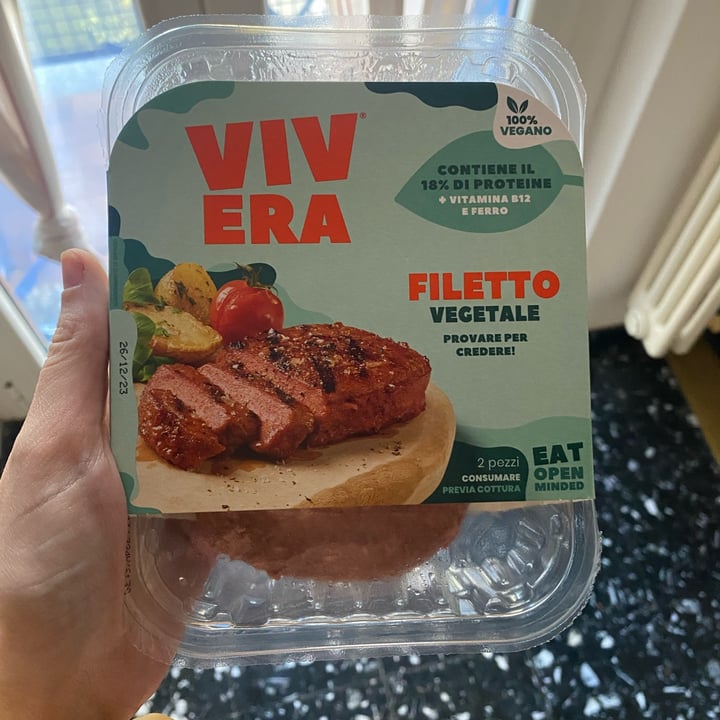 VIV
ERA®
100%
VEGANO
CONTIENE IL
18% DI PROTEINE
+ VITAMINA B12
E FERRO
FILETTO
VEGETALE
PROVARE PER
CREDERE!
26/12/23
2 pezzi
CONSUMARE
PREVIA COTTURA
EAT
OPEN
MINDED